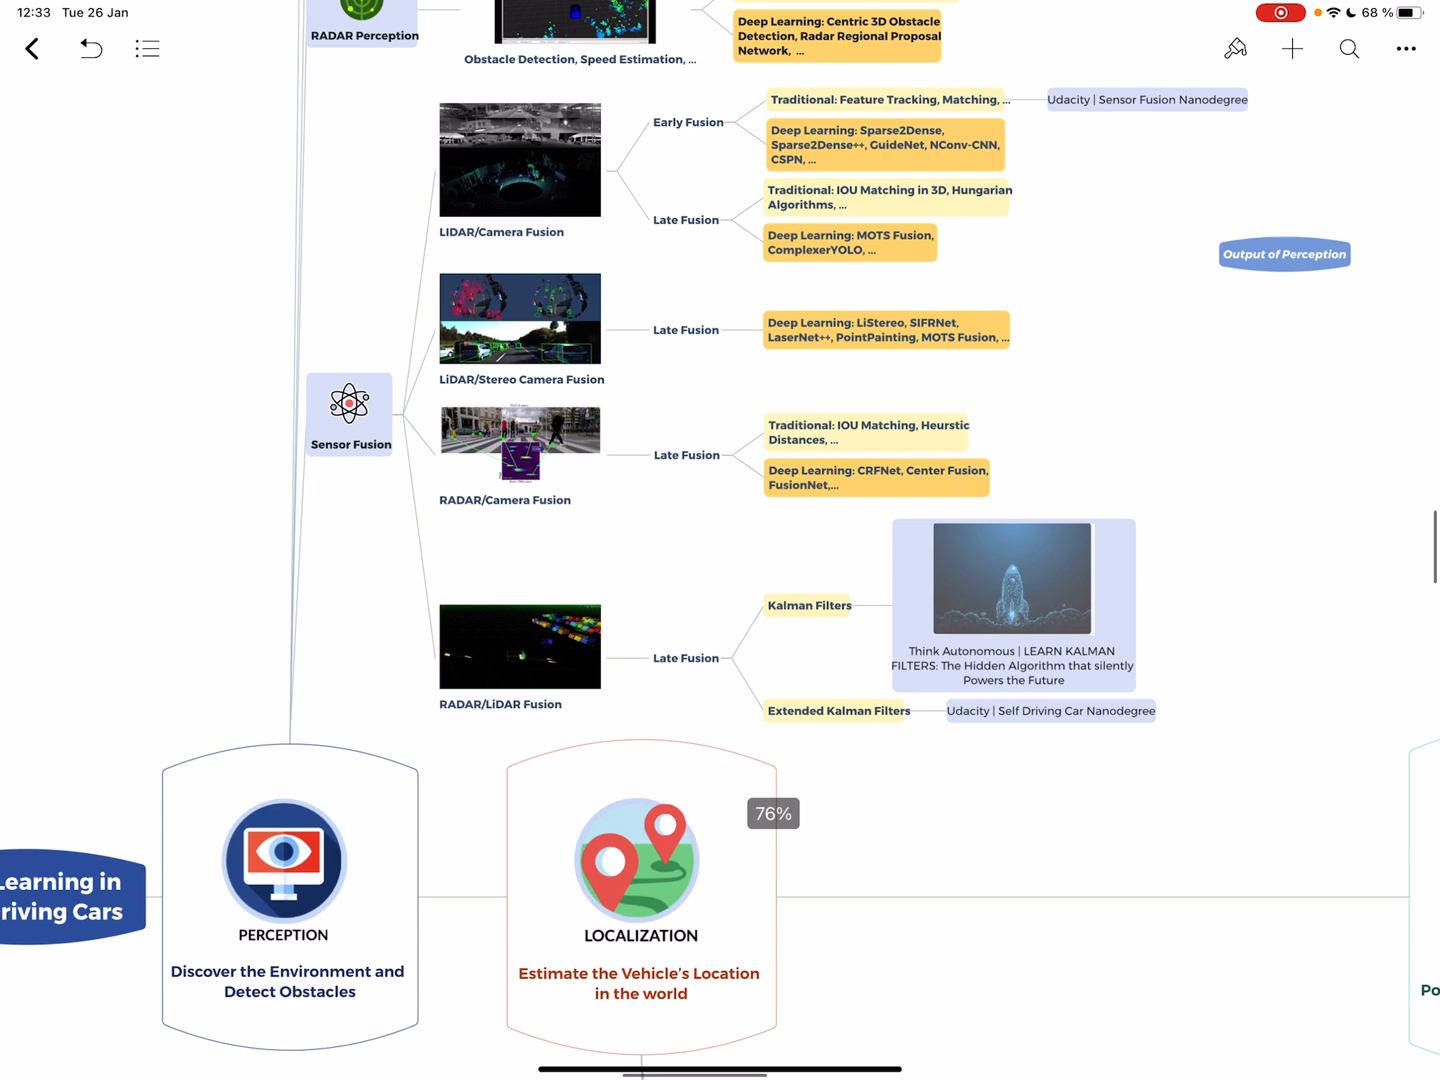 12:33 Tue 26 Jan
68 %
RADAR Perception
Obstacle Detection, Speed Estimation, ...
Deep Learning: Centric 3D Obstacle
Detection, Radar Regional Proposal
Network, ...
Early Fusion
Traditional: Feature Tracking, Matching, ...
Udacity | Sensor Fusion Nanodegree
Deep Learning: Sparse2Dense,
Sparse2Dense++, GuideNet, NConv-CNN,
CSPN, ...
Traditional: IOU Matching in 3D, Hungarian
Algorithms, ...
Late Fusion
LIDAR/Camera Fusion
Deep Learning: MOTS Fusion,
ComplexerYOLO, ...
Output of Perception
Late Fusion
Deep Learning: LiStereo, SIFRNet,
LaserNet++, PointPainting, MOTS Fusion, ...
LiDAR/Stereo Camera Fusion
Sensor Fusion
Traditional: IOU Matching, Heurstic
Distances, ...
Late Fusion
Deep Learning: CRFNet, Center Fusion,
FusionNet,...
RADAR/Camera Fusion
Kalman Filters
Think Autonomous | LEARN KALMAN
FILTERS: The Hidden Algorithm that silently
Powers the Future
Late Fusion
RADAR/LiDAR Fusion
Extended Kalman Filters
Udacity | Self Driving Car Nanodegree
76%
Learning in
riving Cars
PERCEPTION
Discover the Environment and
Detect Obstacles
LOCALIZATION
Estimate the Vehicle's Location
in the world
Po